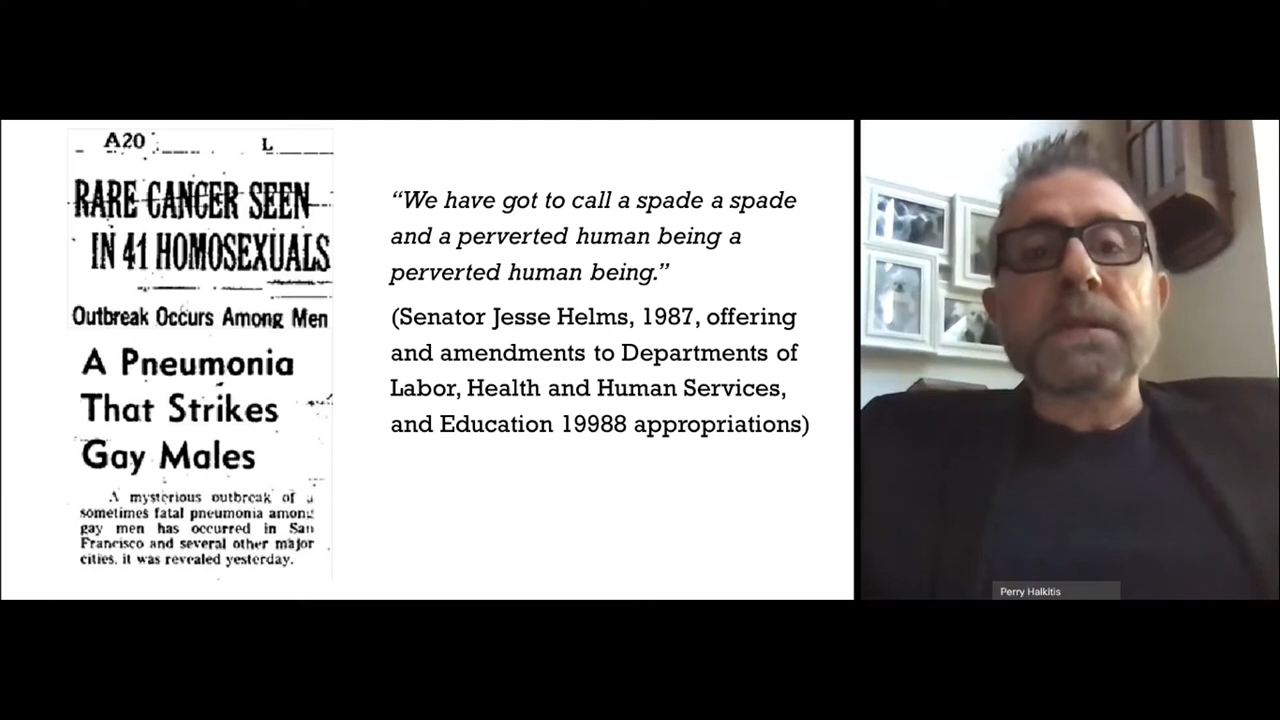 A20 L
RARE CANCER SEEN
IN 41 HOMOSEXUALS
Outbreak Occurs Among Men
A Pneumonia
That Strikes
Gay Males
A mysterious outbreak of a
sometimes fatal pneumonia among
gay men has occurred in San
Francisco and several other major
cities. it was revealed yesterday.
“We have got to call a spade a spade
and a perverted human being a
perverted human being.”
(Senator Jesse Helms, 1987, offering
and amendments to Departments of
Labor, Health and Human Services,
and Education 19988 appropriations)
Perry Halkitis